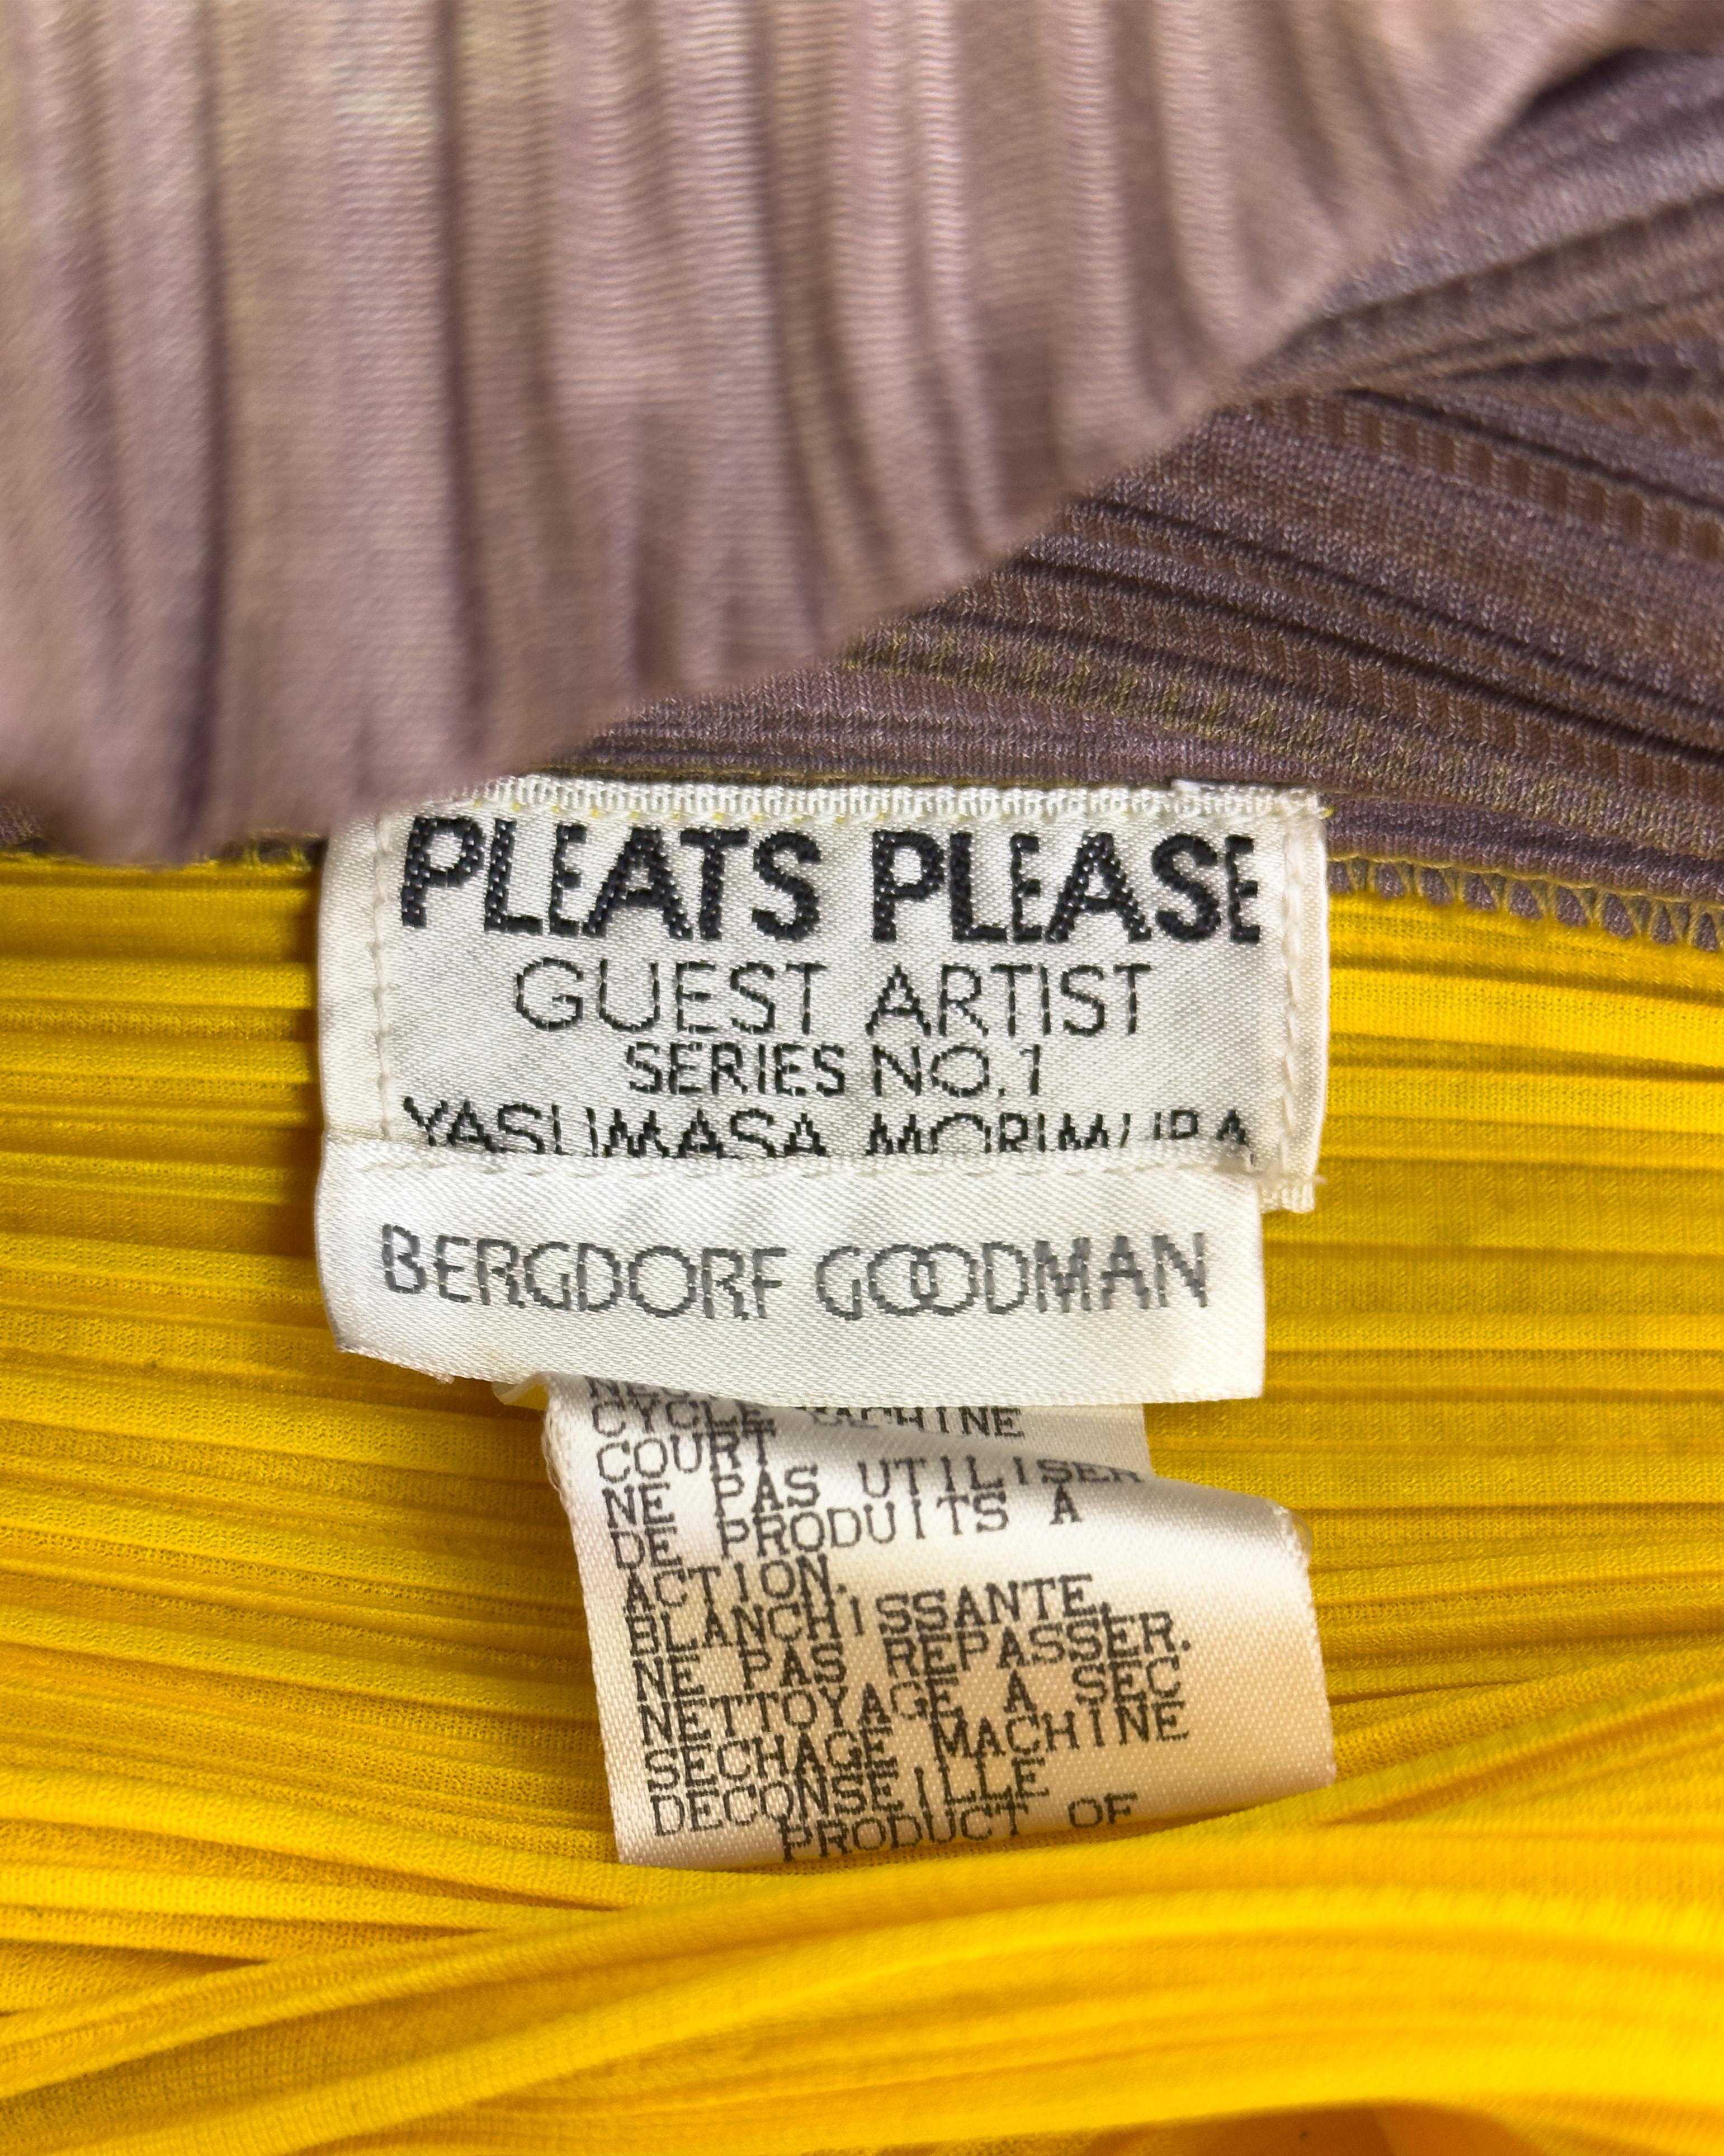 PLEATS PLEASE
GUEST ARTIST
SERIES NO.1
YASUMASA MORIMURA
BERGDORF GOODMAN
CYCLE MACHINE
COURT
NE PAS UTILISER
DE PRODUITS A
ACTION.
BLANCHISSANTE.
NE PAS REPASSER.
NETTOYAGE A SEC
SECHAGE MACHINE
DECONSEILLE
PRODUCT OF